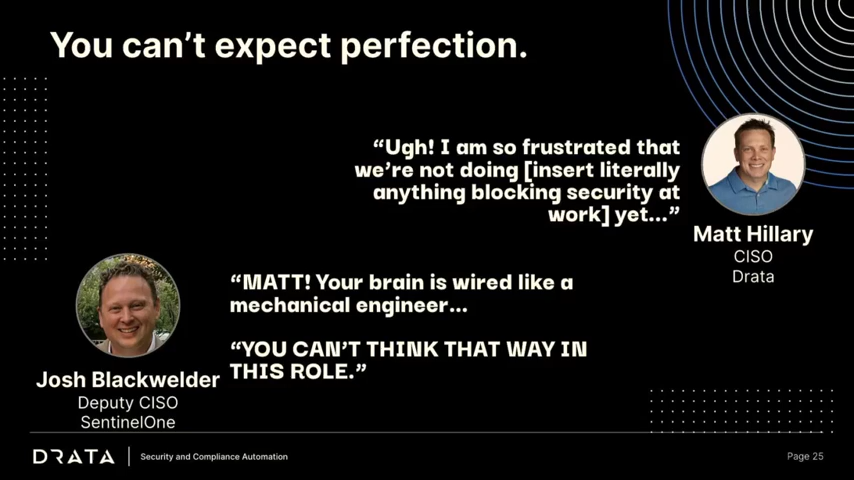 You can’t expect perfection.
“Ugh! I am so frustrated that
we’re not doing [insert literally
anything blocking security at
work] yet...”
Matt Hillary
CISO
Drata
“MATT! Your brain is wired like a
mechanical engineer...
“YOU CAN’T THINK THAT WAY IN
THIS ROLE.”
Josh Blackwelder
Deputy CISO
SentinelOne
DRATA
Security and Compliance Automation
Page 25